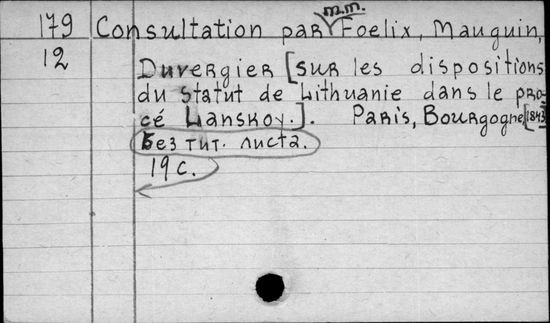 179 Consultation par m.m. Foelix, Mauguin,
12 Duvergier [sur les dispositions
du statut de Lithuanie dans le pro-
cé Lanskoy.]. Paris, Bourgogne, [1843]
Без тит. листа.
19 с.